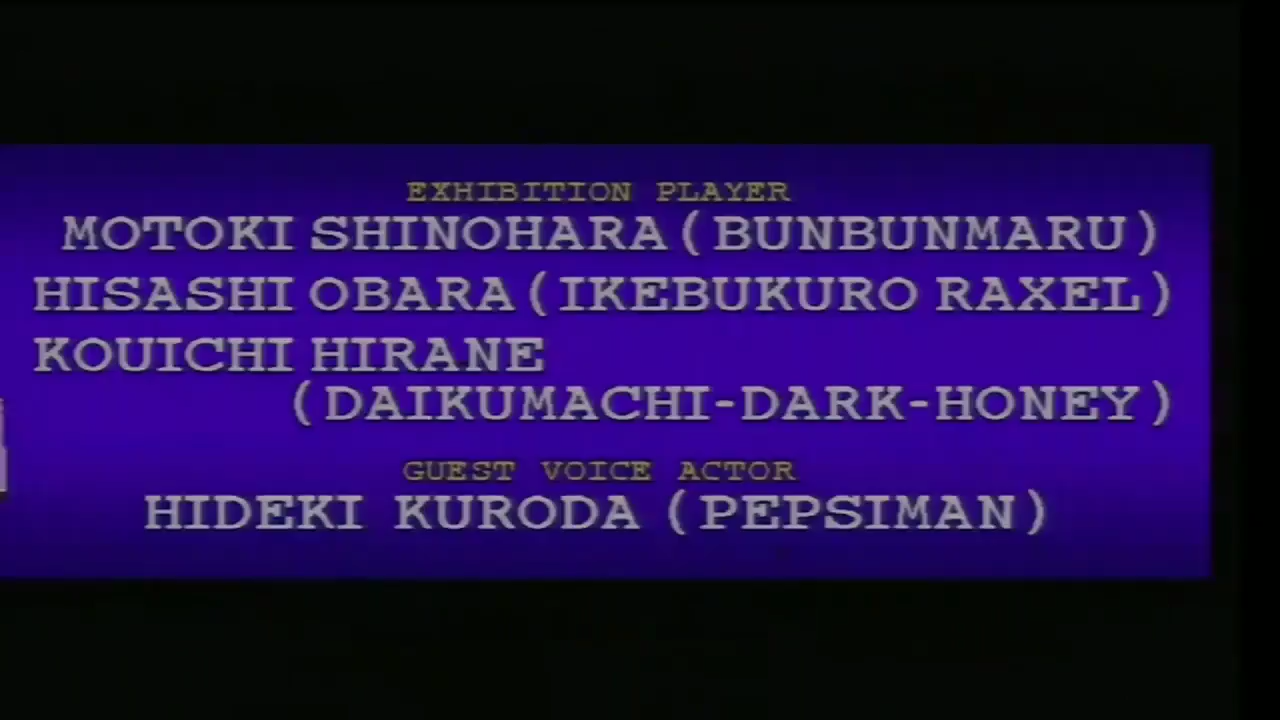 EXHIBITION PLAYER
MOTOKI SHINOHARA(BUNBUNMARU)
HISASHI OBARA(IKEBUKURO RAXEL)
KOUICHI HIRANE
(DAIKUMACHI-DARK-HONEY)
GUEST VOICE ACTOR
HIDEKI KURODA (PEPSIMAN)